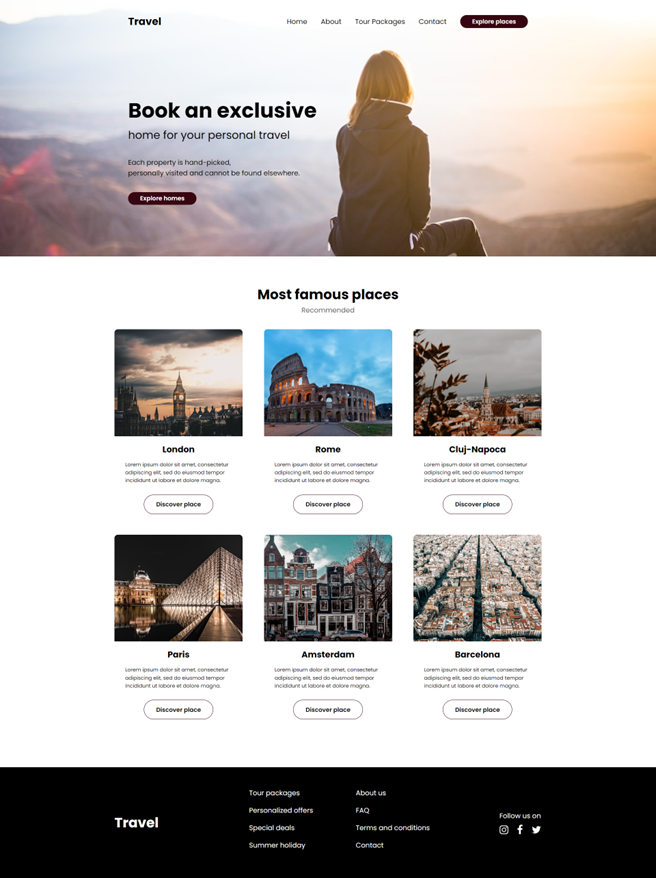 Travel
Home About Tour Packages Contact Explore places
Book an exclusive
home for your personal travel
Each property is hand-picked,
personally visited and cannot be found elsewhere.
Explore homes
Most famous places
Recommended
London
Lorem ipsum dolor sit amet, consectetur
adipiscing elit, sed do eiusmod tempor
incididunt ut labore et dolore magna.
Discover place
Rome
Lorem ipsum dolor sit amet, consectetur
adipiscing elit, sed do eiusmod tempor
incididunt ut labore et dolore magna.
Discover place
Cluj-Napoca
Lorem ipsum dolor sit amet, consectetur
adipiscing elit, sed do eiusmod tempor
incididunt ut labore et dolore magna.
Discover place
Paris
Lorem ipsum dolor sit amet, consectetur
adipiscing elit, sed do eiusmod tempor
incididunt ut labore et dolore magna.
Discover place
Amsterdam
Lorem ipsum dolor sit amet, consectetur
adipiscing elit, sed do eiusmod tempor
incididunt ut labore et dolore magna.
Discover place
Barcelona
Lorem ipsum dolor sit amet, consectetur
adipiscing elit, sed do eiusmod tempor
incididunt ut labore et dolore magna.
Discover place
Travel
Tour packages
Personalized offers
Special deals
Summer holiday
About us
FAQ
Terms and conditions
Contact
Follow us on